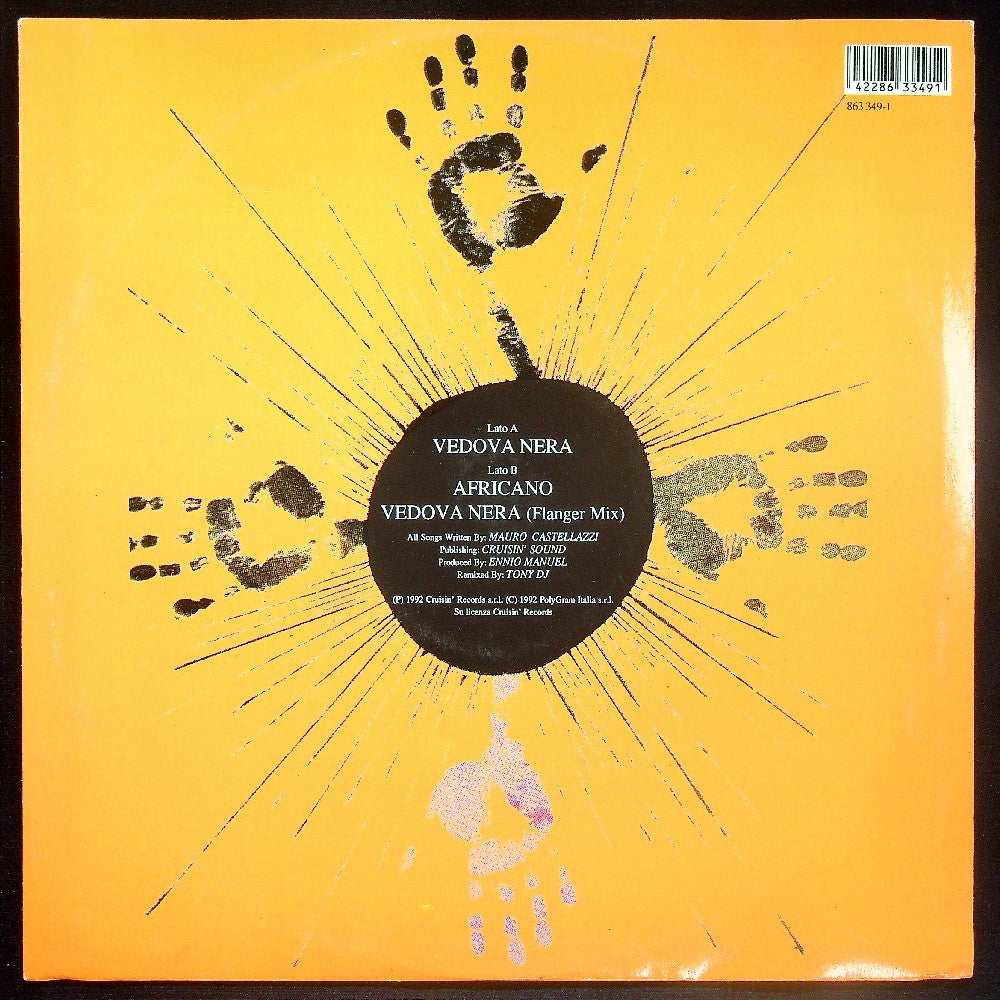 42286 33491
863 349-1
Lato A
VEDOVA NERA
Lato B
AFRICANO
VEDOVA NERA (Flanger Mix)
All Songs Written By: MAURO CASTELLAZZI
Publishing: CRUISIN' SOUND
Produced By: ENNIO MANUEL
Remixed By: TONY DJ
(P) 1992 Cruisin' Records s.r.l. (C) 1992 PolyGram Italia s.r.l.
Su licenza Cruisin' Records